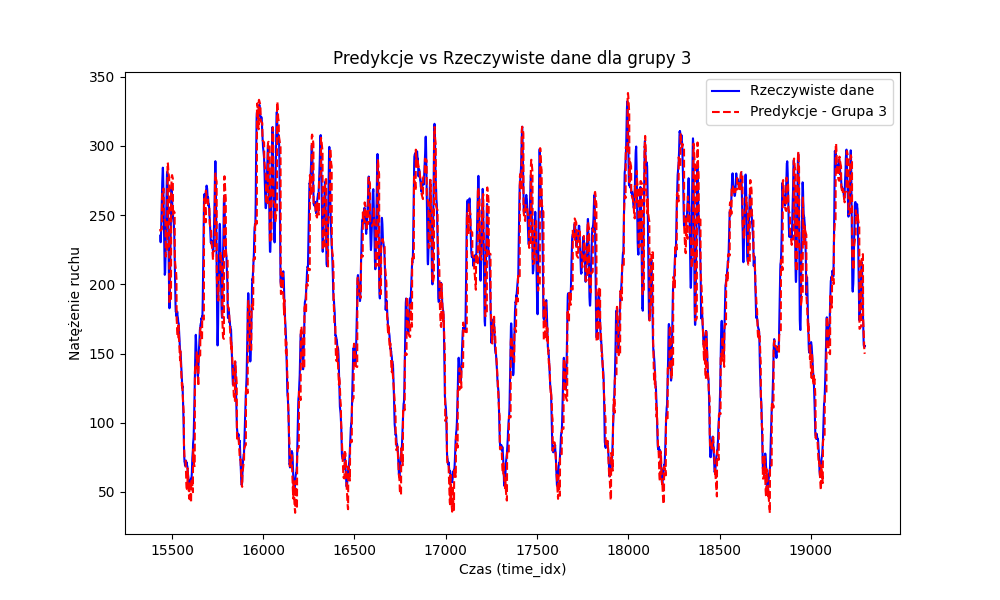 Predykcje vs Rzeczywiste dane dla grupy 3
Rzeczywiste dane
Predykcje - Grupa 3
Natężenie ruchu
350
300
250
200
150
100
50
15500 16000 16500 17000 17500 18000 18500 19000
Czas (time_idx)